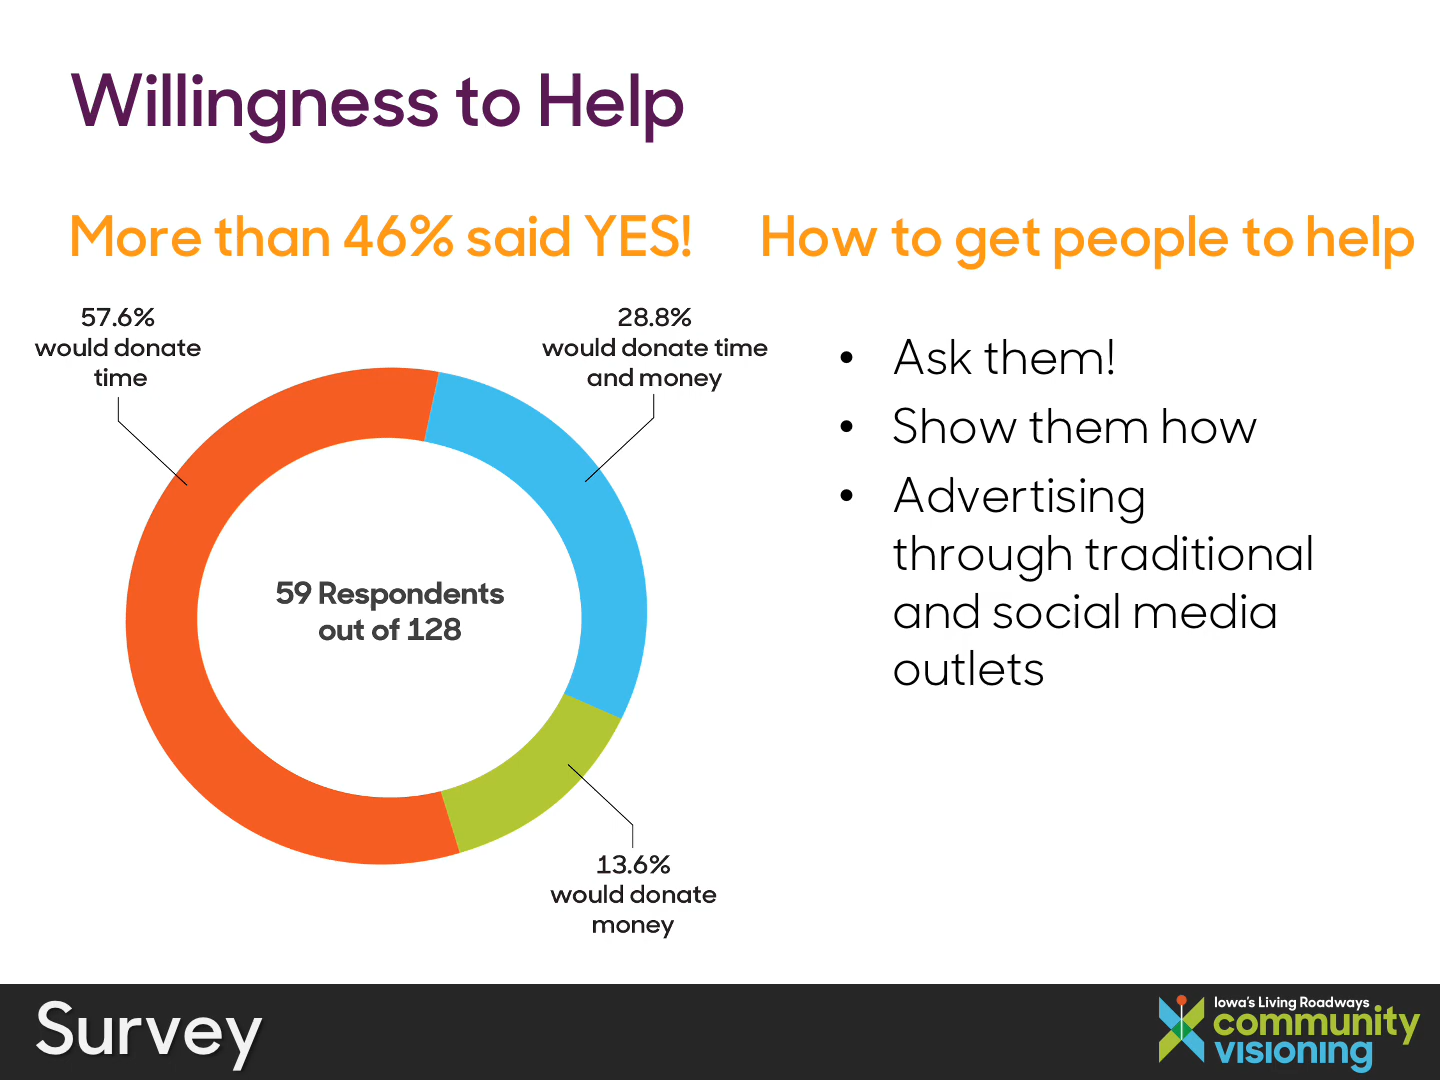 Willingness to Help
More than 46% said YES!
57.6%
would donate
time
28.8%
would donate time
and money
59 Respondents
out of 128
13.6%
would donate
money
How to get people to help
• Ask them!
• Show them how
• Advertising
through traditional
and social media
outlets
Survey
Iowa's Living Roadways
community
visioning